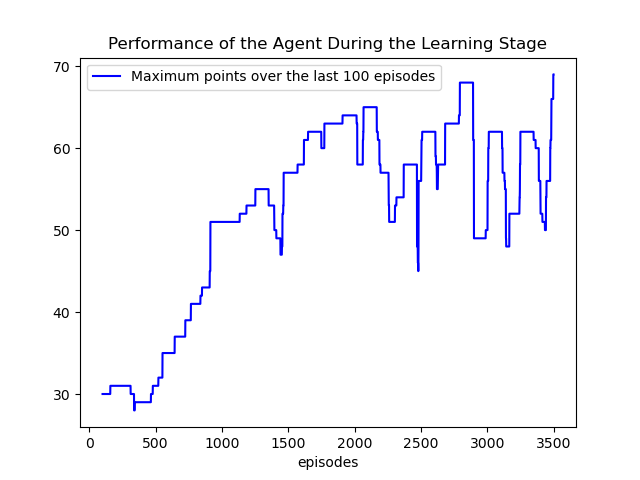 Performance of the Agent During the Learning Stage
Maximum points over the last 100 episodes
70
60
50
40
30
0 500 1000 1500 2000 2500 3000 3500
episodes